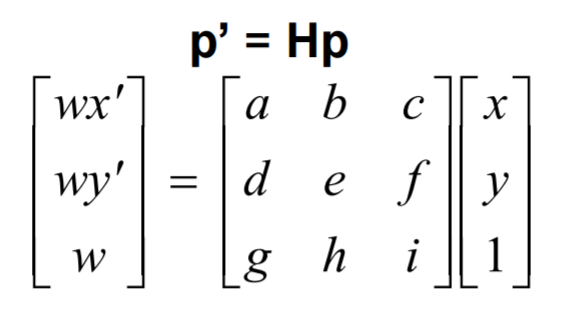 p’ = Hp
wx′ a b c x
wy′ = d e f y
w g h i 1